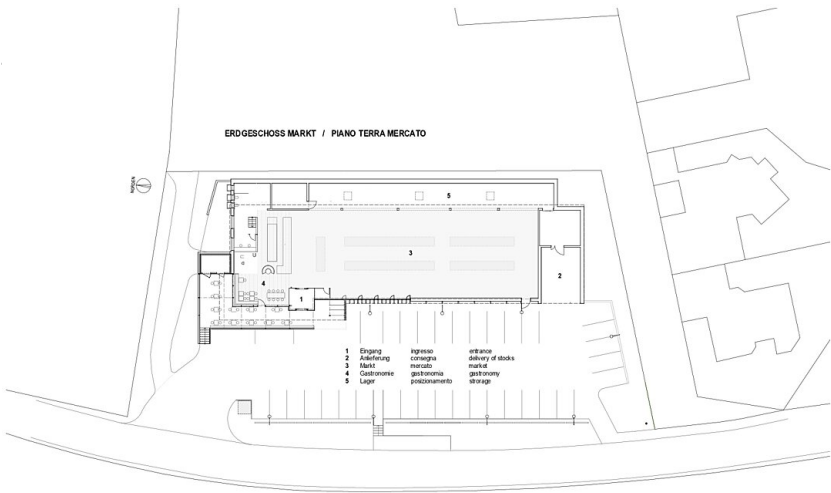 ERDGESCHOSS MARKT / PIANO TERRA MERCATO
NORDEN
5
3
2
4
1
1 Eingang ingresso entrance
2 Anlieferung consegna delivery of stocks
3 Markt mercato market
4 Gastronomie gastronomia gastronomy
5 Lager posizionamento strorage